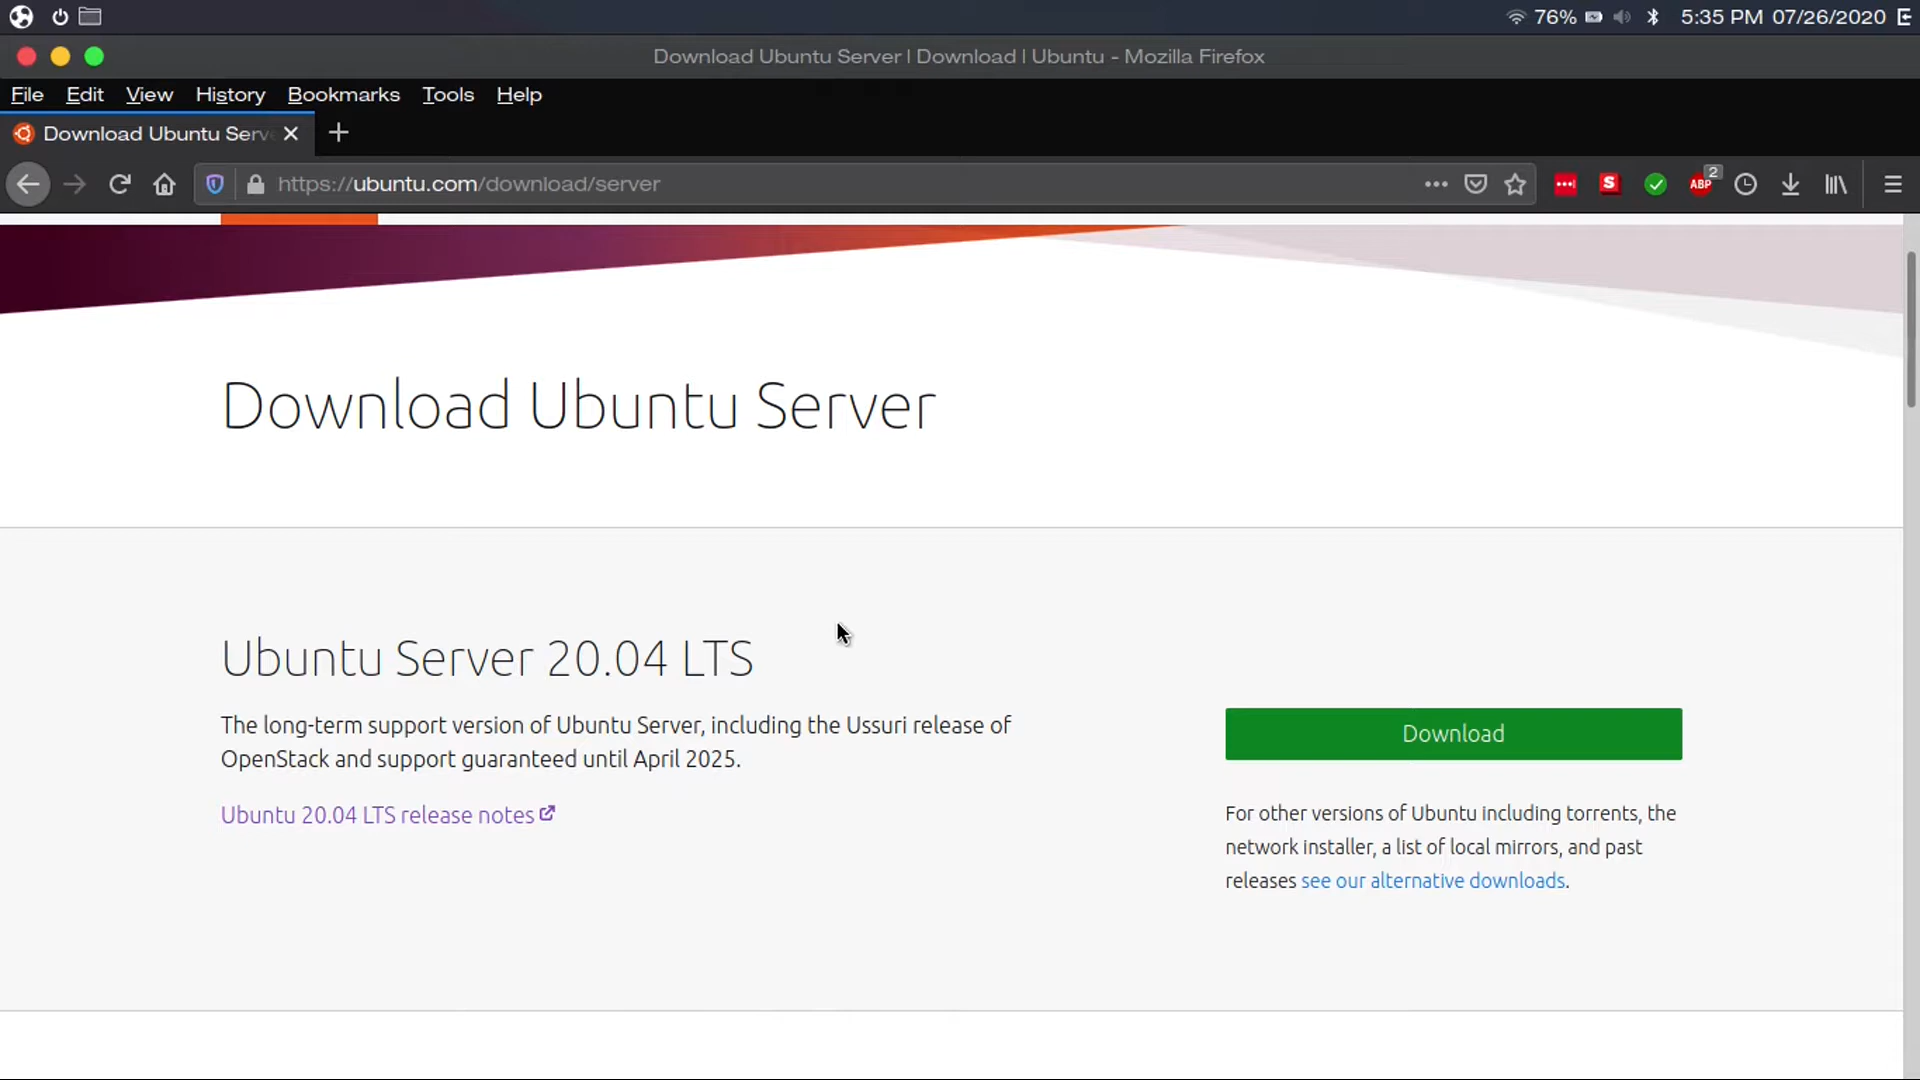 76% 5:35 PM 07/26/2020
Download Ubuntu Server | Download | Ubuntu - Mozilla Firefox
File Edit View History Bookmarks Tools Help
Download Ubuntu Serve
https://ubuntu.com/download/server
S ABP 2
Download Ubuntu Server
Ubuntu Server 20.04 LTS
The long-term support version of Ubuntu Server, including the Ussuri release of
OpenStack and support guaranteed until April 2025.
Ubuntu 20.04 LTS release notes
Download
For other versions of Ubuntu including torrents, the
network installer, a list of local mirrors, and past
releases see our alternative downloads.